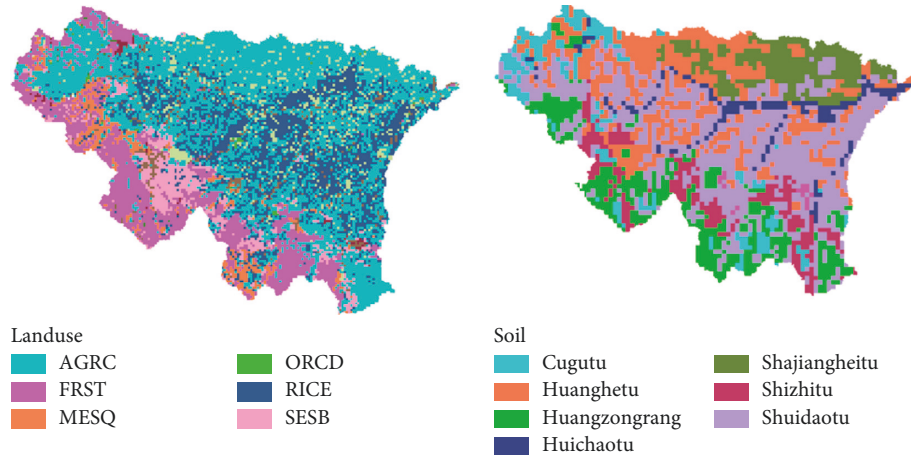 Landuse
AGRC
FRST
MESQ
ORCD
RICE
SESB
Soil
Cugutu
Huanghetu
Huangzongrang
Huichaotu
Shajiangheitu
Shizhitu
Shuidaotu